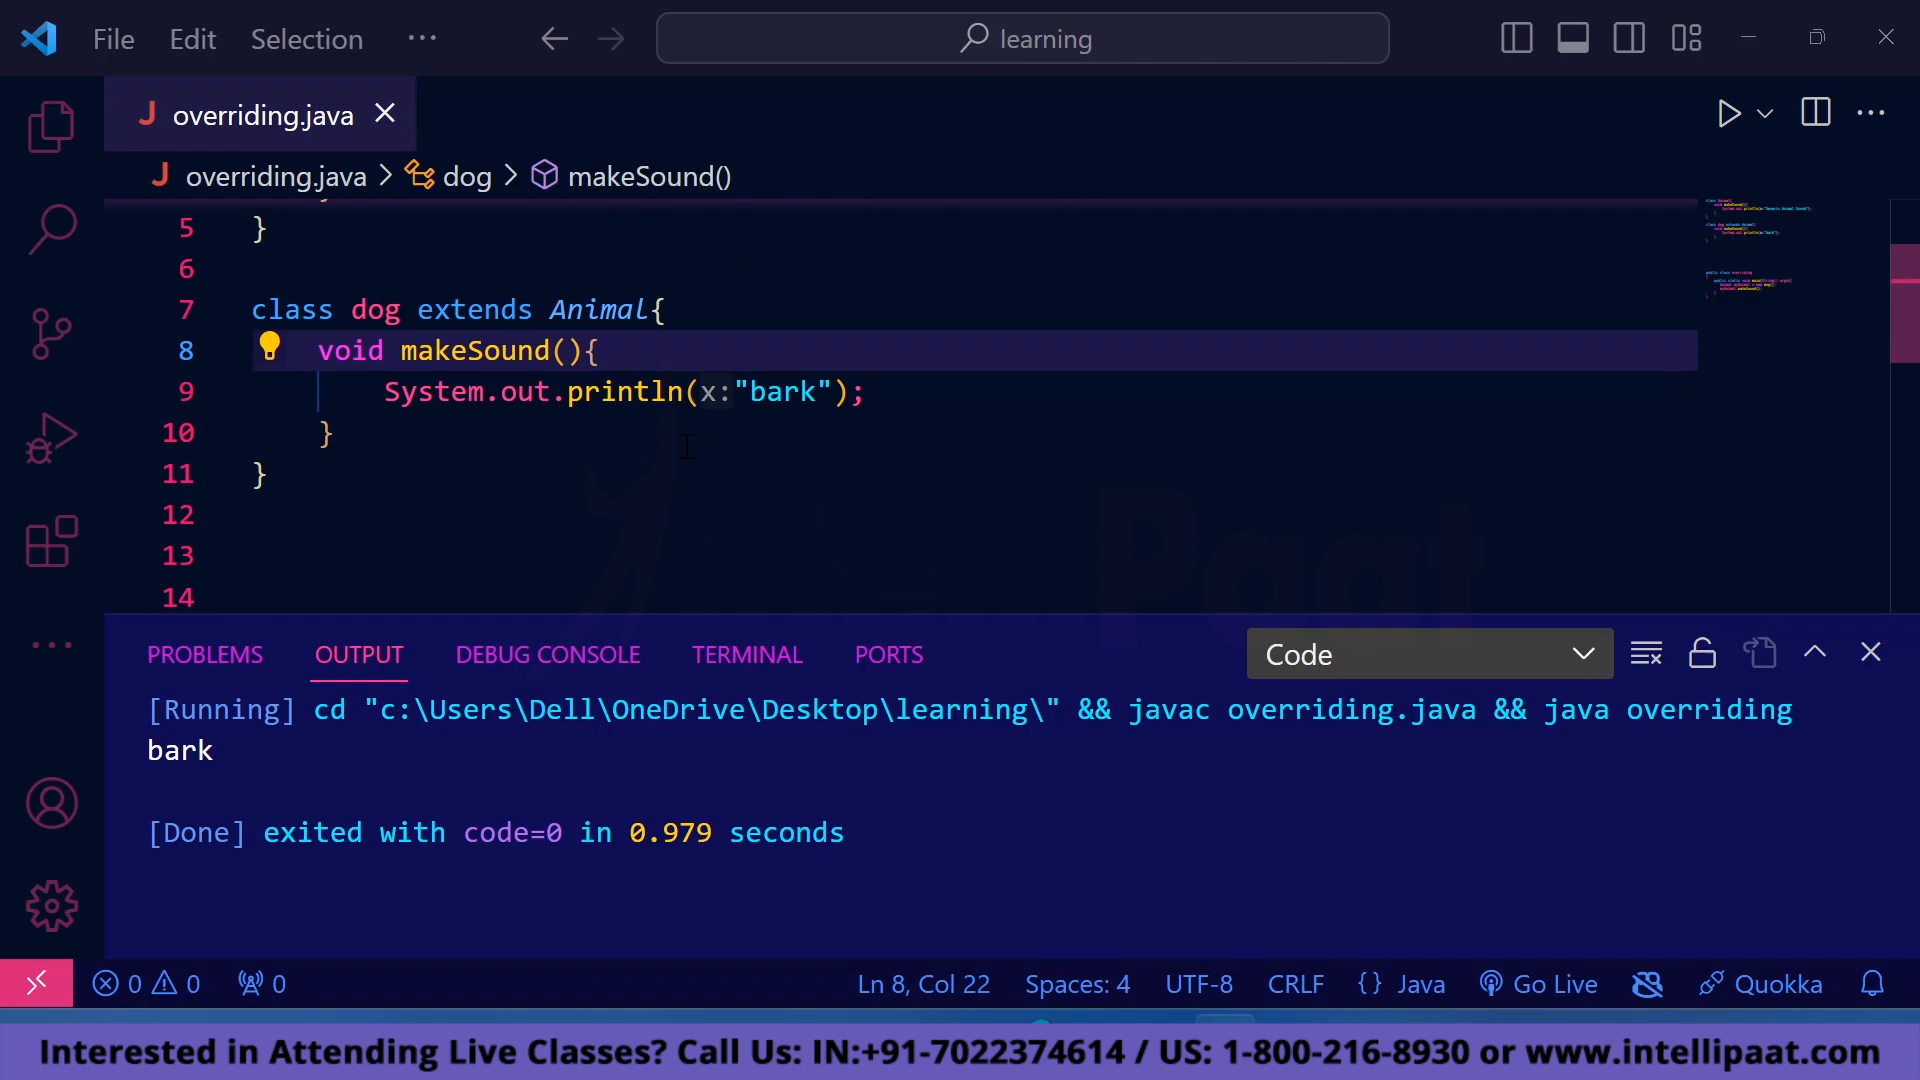 File Edit Selection ··· learning
overriding.java
overriding.java > dog > makeSound()
5 }
6
7 class dog extends Animal{
8 void makeSound(){
9 System.out.println(x:"bark");
10 }
11 }
12
13
14
PROBLEMS OUTPUT DEBUG CONSOLE TERMINAL PORTS Code
[Running] cd "c:\Users\Dell\OneDrive\Desktop\learning\" && javac overriding.java && java overriding
bark
[Done] exited with code=0 in 0.979 seconds
0 0 0 Ln 8, Col 22 Spaces: 4 UTF-8 CRLF {} Java Go Live Quokka
Interested in Attending Live Classes? Call Us: IN:+91-7022374614 / US: 1-800-216-8930 or www.intellipaat.com
IntelliPaat